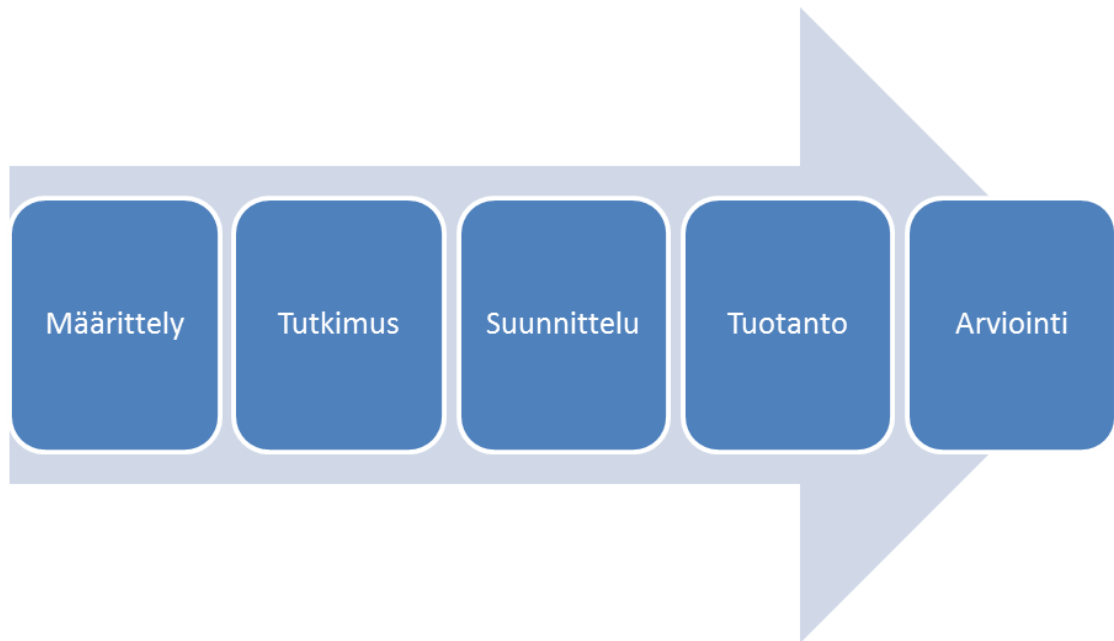 Määrittely
Tutkimus
Suunnittelu
Tuotanto
Arviointi